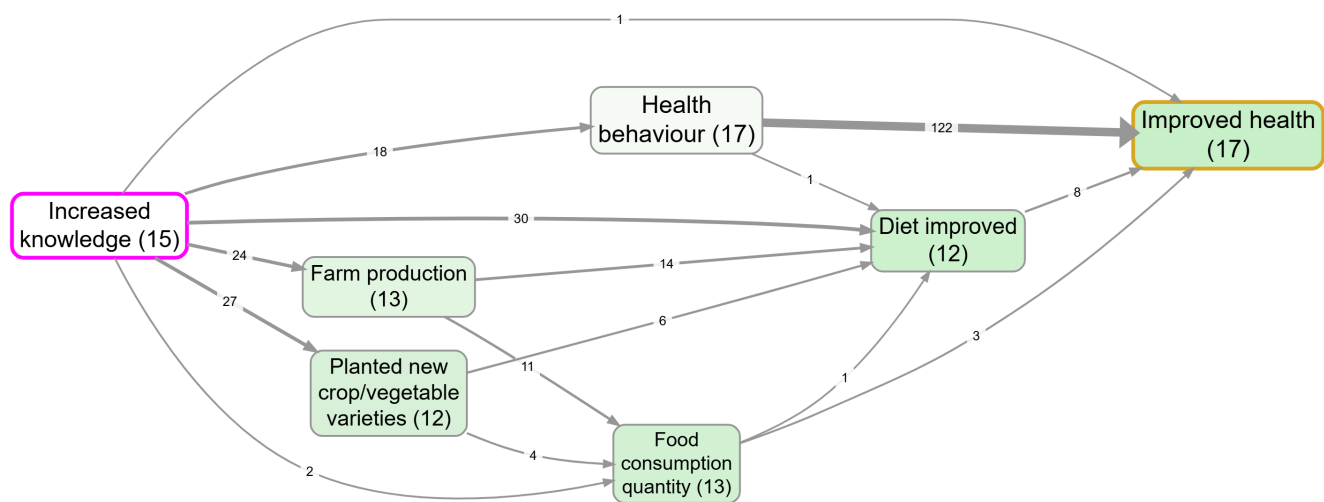 1
Health
behaviour (17)
122
Improved health
(17)
18
1
8
Increased
knowledge (15)
30
Diet improved
(12)
24
Farm production
(13)
14
27
6
3
Planted new
crop/vegetable
varieties (12)
11
1
4
Food
consumption
quantity (13)
2